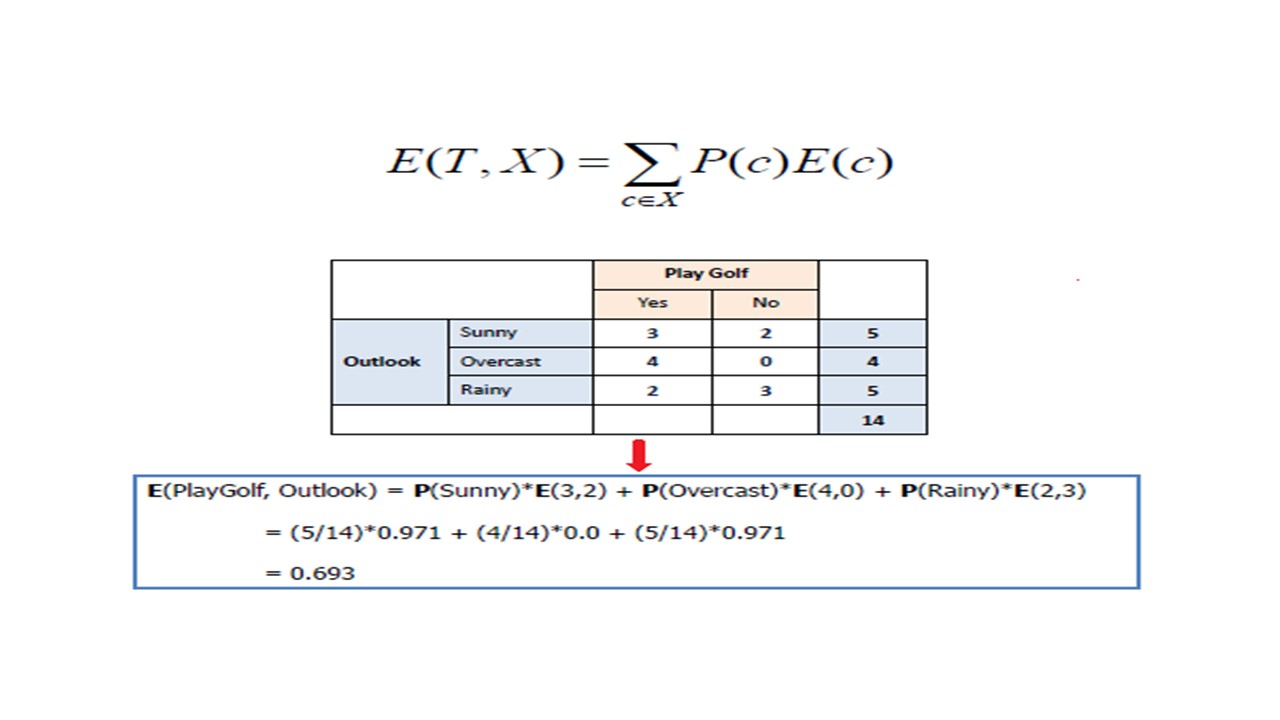 E(T, X) = ∑ P(c)E(c)
c∈X
Play Golf
Yes No
Sunny 3 2 5
Outlook Overcast 4 0 4
Rainy 2 3 5
14
E(PlayGolf, Outlook) = P(Sunny)*E(3,2) + P(Overcast)*E(4,0) + P(Rainy)*E(2,3)
= (5/14)*0.971 + (4/14)*0.0 + (5/14)*0.971
= 0.693